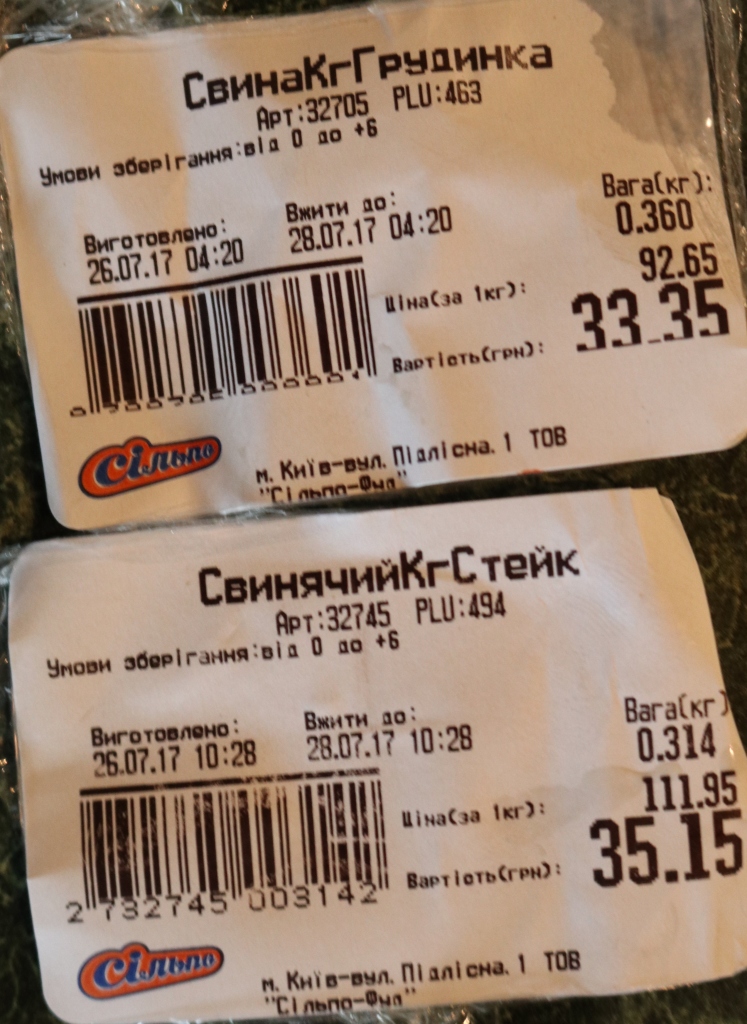 СвинаКгГрудинка
Арт:32705 PLU:463
Умови зберігання:від 0 до +6
Виготовлено: Вжити до: Вага(кг):
26.07.17 04:20 28.07.17 04:20 0.360
Ціна(за 1кг): 92.65
Вартість(грн): 33.35
Сільпо
м. Київ-вул. Підлісна. 1 ТОВ
"Сільпо-Фуд"
СвинячийКгСтейк
Арт:32745 PLU:494
Умови зберігання:від 0 до +6
Виготовлено: Вжити до: Вага(кг)
26.07.17 10:28 28.07.17 10:28 0.314
Ціна(за 1кг): 111.95
Вартість(грн): 35.15
2 732745 003142
Сільпо
м. Київ-вул. Підлісна. 1 ТОВ
"Сільпо-Фуд"